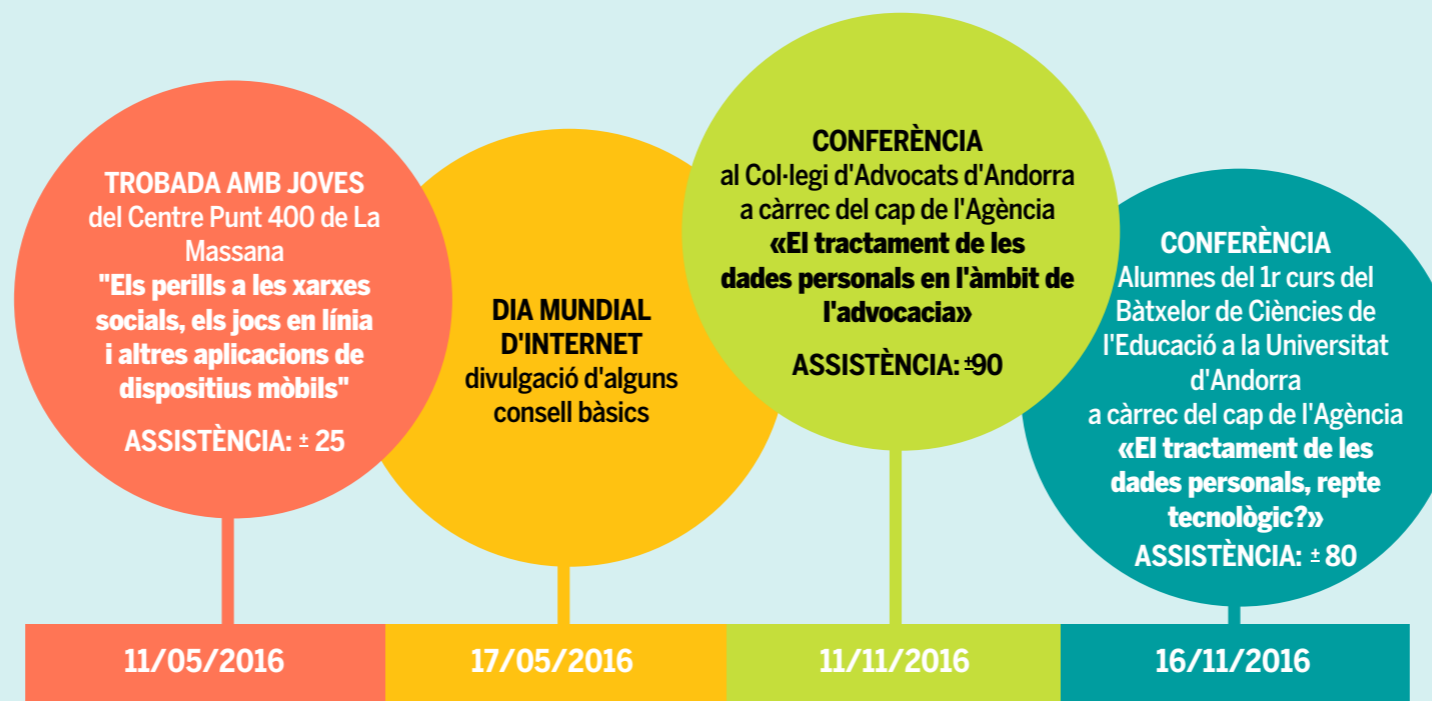 TROBADA AMB JOVES
del Centre Punt 400 de La
Massana
"Els perills a les xarxes
socials, els jocs en línia
i altres aplicacions de
dispositius mòbils"
ASSISTÈNCIA: ± 25
DIA MUNDIAL
D'INTERNET
divulgació d'alguns
consell bàsics
CONFERÈNCIA
al Col·legi d'Advocats d'Andorra
a càrrec del cap de l'Agència
«El tractament de les
dades personals en l'àmbit de
l'advocacia»
ASSISTÈNCIA: ±90
CONFERÈNCIA
Alumnes del 1r curs del
Bàtxelor de Ciències de
l'Educació a la Universitat
d'Andorra
a càrrec del cap de l'Agència
«El tractament de les
dades personals, repte
tecnològic?»
ASSISTÈNCIA: ± 80
11/05/2016
17/05/2016
11/11/2016
16/11/2016